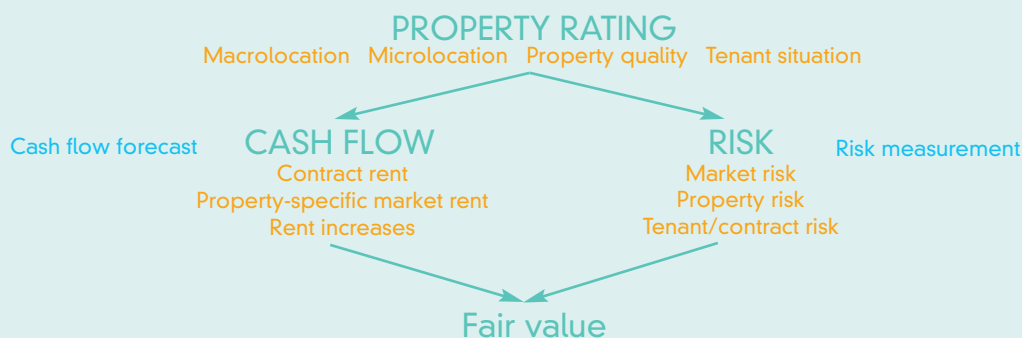 PROPERTY RATING
Macrolocation Microlocation Property quality Tenant situation
Cash flow forecast
CASH FLOW
Contract rent
Property-specific market rent
Rent increases
RISK
Risk measurement
Market risk
Property risk
Tenant/contract risk
Fair value